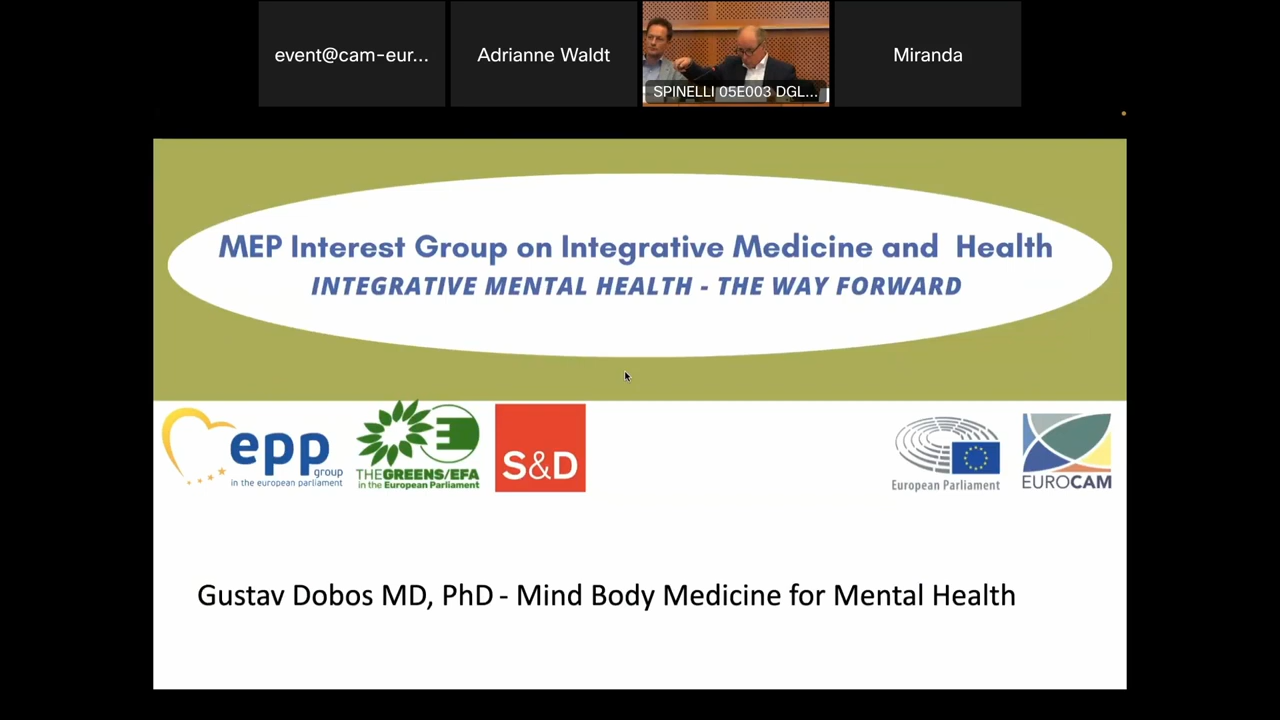 event@cam-eur...
Adrianne Waldt
SPINELLI 05E003 DGL...
Miranda
MEP Interest Group on Integrative Medicine and Health
INTEGRATIVE MENTAL HEALTH - THE WAY FORWARD
epp
group
in the european parliament
THEGREENS/EFA
in the European Parliament
S&D
European Parliament
EUROCAM
Gustav Dobos MD, PhD - Mind Body Medicine for Mental Health